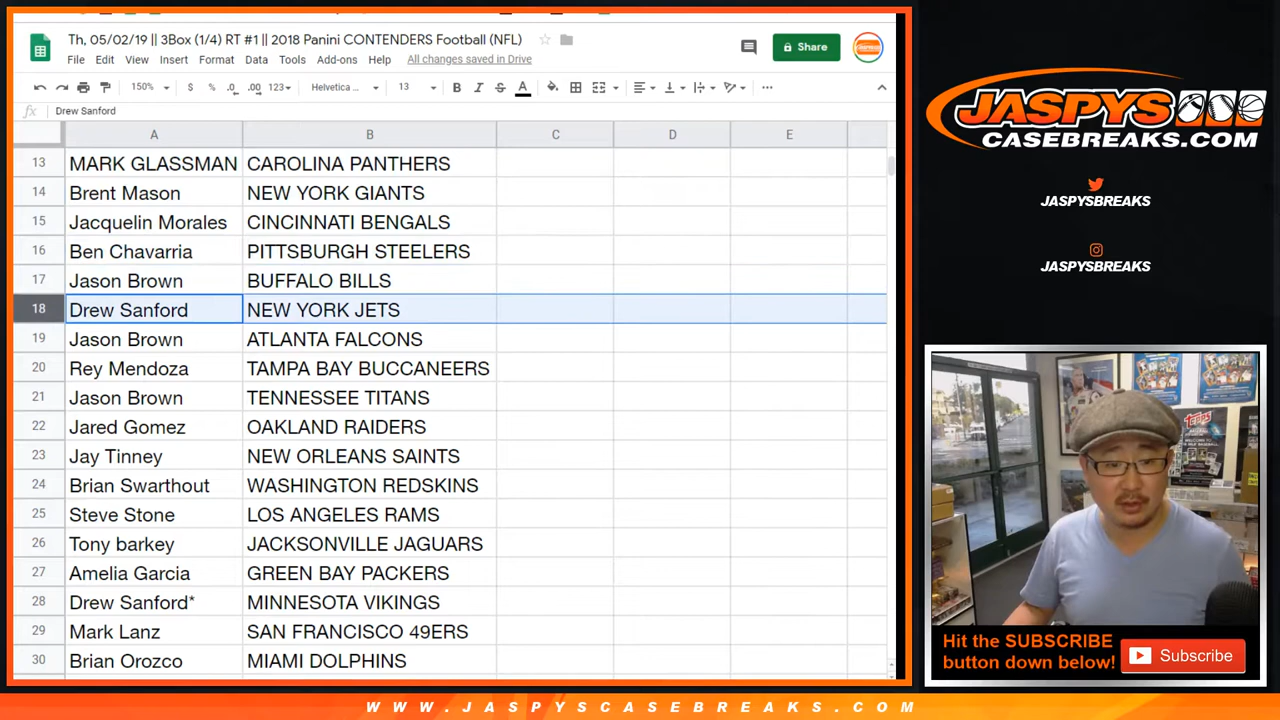 Th, 05/02/19 || 3Box (1/4) RT #1 || 2018 Panini CONTENDERS Football (NFL)
File Edit View Insert Format Data Tools Add-ons Help All changes saved in Drive
Share
150% $ % .0 .00 123 Helvetica ... 13 B I S A
fx Drew Sanford
A B C D E
13 MARK GLASSMAN CAROLINA PANTHERS
14 Brent Mason NEW YORK GIANTS
15 Jacquelin Morales CINCINNATI BENGALS
16 Ben Chavarria PITTSBURGH STEELERS
17 Jason Brown BUFFALO BILLS
18 Drew Sanford NEW YORK JETS
19 Jason Brown ATLANTA FALCONS
20 Rey Mendoza TAMPA BAY BUCCANEERS
21 Jason Brown TENNESSEE TITANS
22 Jared Gomez OAKLAND RAIDERS
23 Jay Tinney NEW ORLEANS SAINTS
24 Brian Swarthout WASHINGTON REDSKINS
25 Steve Stone LOS ANGELES RAMS
26 Tony barkey JACKSONVILLE JAGUARS
27 Amelia Garcia GREEN BAY PACKERS
28 Drew Sanford* MINNESOTA VIKINGS
29 Mark Lanz SAN FRANCISCO 49ERS
30 Brian Orozco MIAMI DOLPHINS
JASPYS
CASEBREAKS.COM
JASPYSBREAKS
JASPYSBREAKS
Topps
Hit the SUBSCRIBE
button down below!
Subscribe
WWW.JASPYSCASEBREAKS.COM